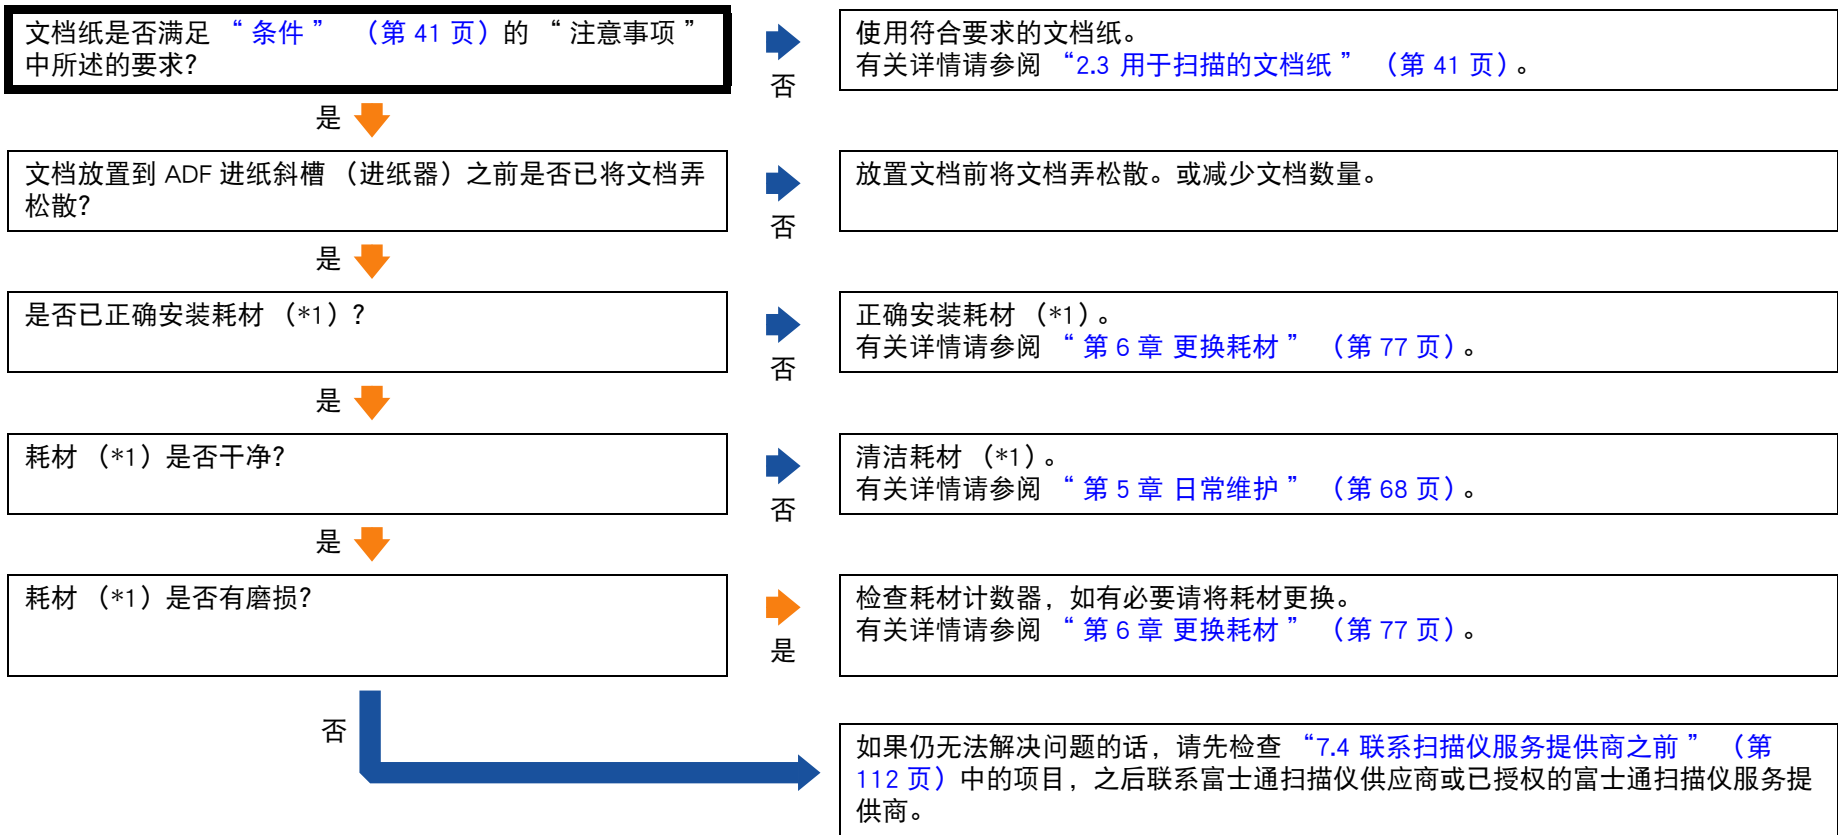 文档纸是否满足 “ 条件 ” （第 41 页）的 “ 注意事项 ”
中所述的要求?
否
使用符合要求的文档纸。
有关详情请参阅 “2.3 用于扫描的文档纸 ” （第 41 页）。
是
文档放置到 ADF 进纸斜槽 （进纸器）之前是否已将文档弄
松散?
否
放置文档前将文档弄松散。或减少文档数量。
是
是否已正确安装耗材 （*1）?
否
正确安装耗材 （*1）。
有关详情请参阅 “ 第 6 章 更换耗材 ” （第 77 页）。
是
耗材 （*1）是否干净?
否
清洁耗材 （*1）。
有关详情请参阅 “ 第 5 章 日常维护 ” （第 68 页）。
是
耗材 （*1）是否有磨损?
是
检查耗材计数器，如有必要请将耗材更换。
有关详情请参阅 “ 第 6 章 更换耗材 ” （第 77 页）。
否
如果仍无法解决问题的话，请先检查 “7.4 联系扫描仪服务提供商之前 ” （第
112 页）中的项目，之后联系富士通扫描仪供应商或已授权的富士通扫描仪服务提
供商。